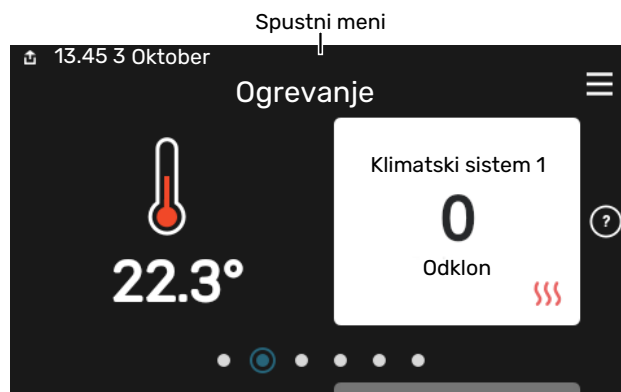 Spustni meni
13.45 3 Oktober
Ogrevanje
Klimatski sistem 1
0
Odklon
22.3°
?